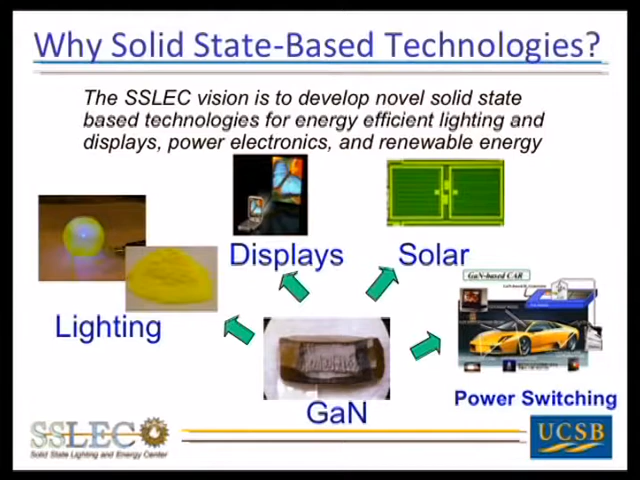 Why Solid State-Based Technologies?
The SSLEC vision is to develop novel solid state
based technologies for energy efficient lighting and
displays, power electronics, and renewable energy
Displays
Solar
GaN-based CAR
Lighting
Power Switching
GaN
SSLEC
Solid State Lighting and Energy Center
UCSB